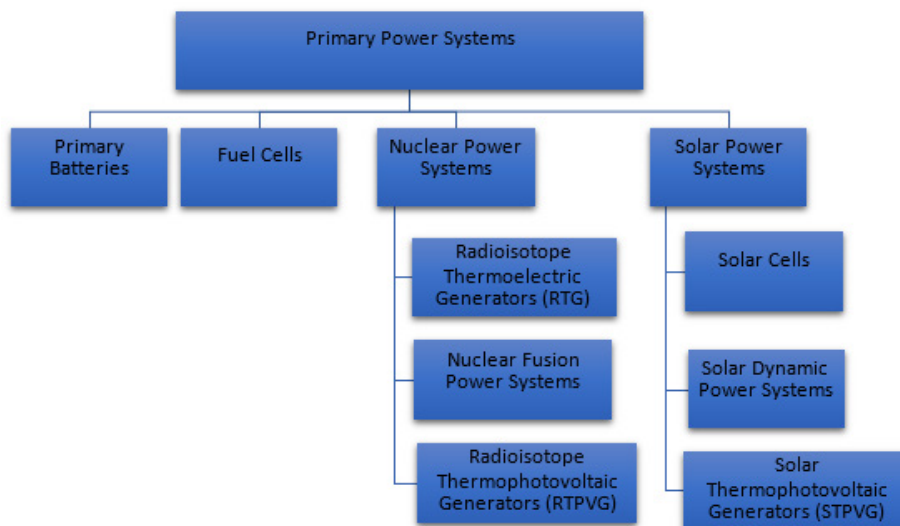 Primary Power Systems
Primary
Batteries
Fuel Cells
Nuclear Power
Systems
Solar Power
Systems
Radioisotope
Thermoelectric
Generators (RTG)
Nuclear Fusion
Power Systems
Radioisotope
Thermophotovoltaic
Generators (RTPVG)
Solar Cells
Solar Dynamic
Power Systems
Solar
Thermophotovoltaic
Generators (STPVG)